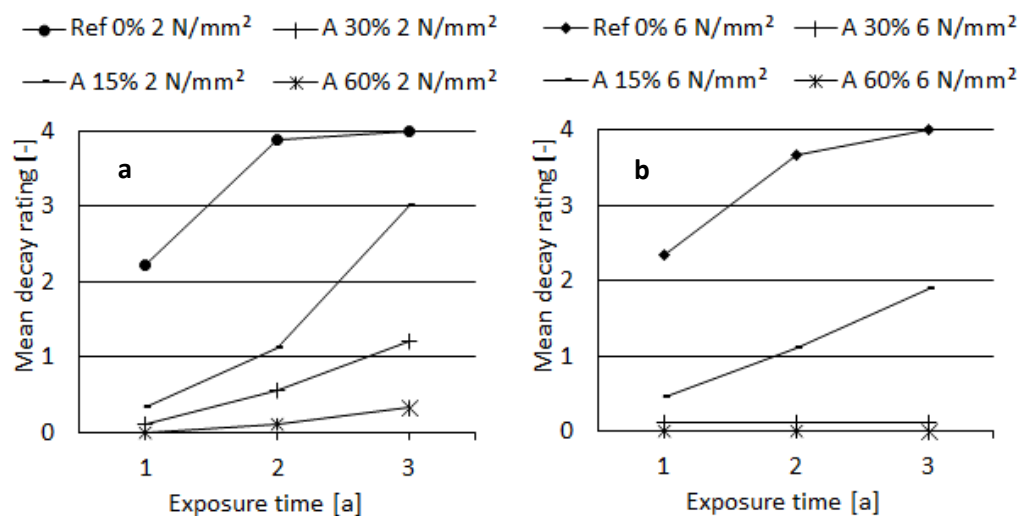 Ref 0% 2 N/mm² A 30% 2 N/mm²
A 15% 2 N/mm² A 60% 2 N/mm²
4
3
2
1
0
a
Mean decay rating [-]
1 2 3
Exposure time [a]
Ref 0% 6 N/mm² A 30% 6 N/mm²
A 15% 6 N/mm² A 60% 6 N/mm²
4
3
2
1
0
b
Mean decay rating [-]
1 2 3
Exposure time [a]